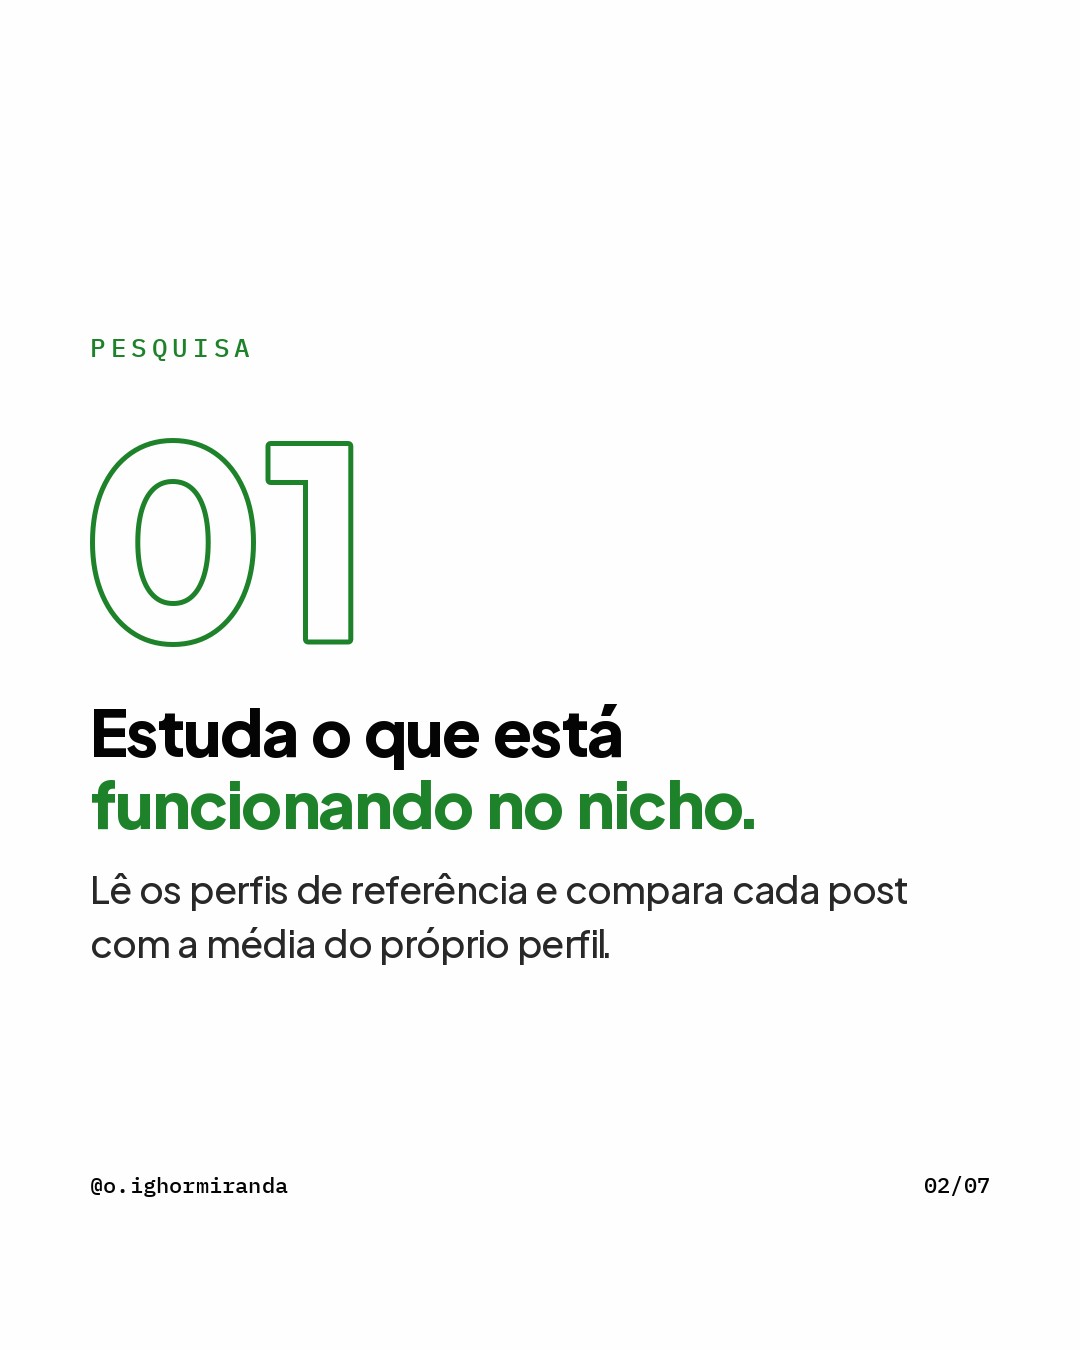 PESQUISA
01
Estuda o que está
funcionando no nicho.
Lê os perfis de referência e compara cada post
com a média do próprio perfil.
@o.ighormiranda
02/07